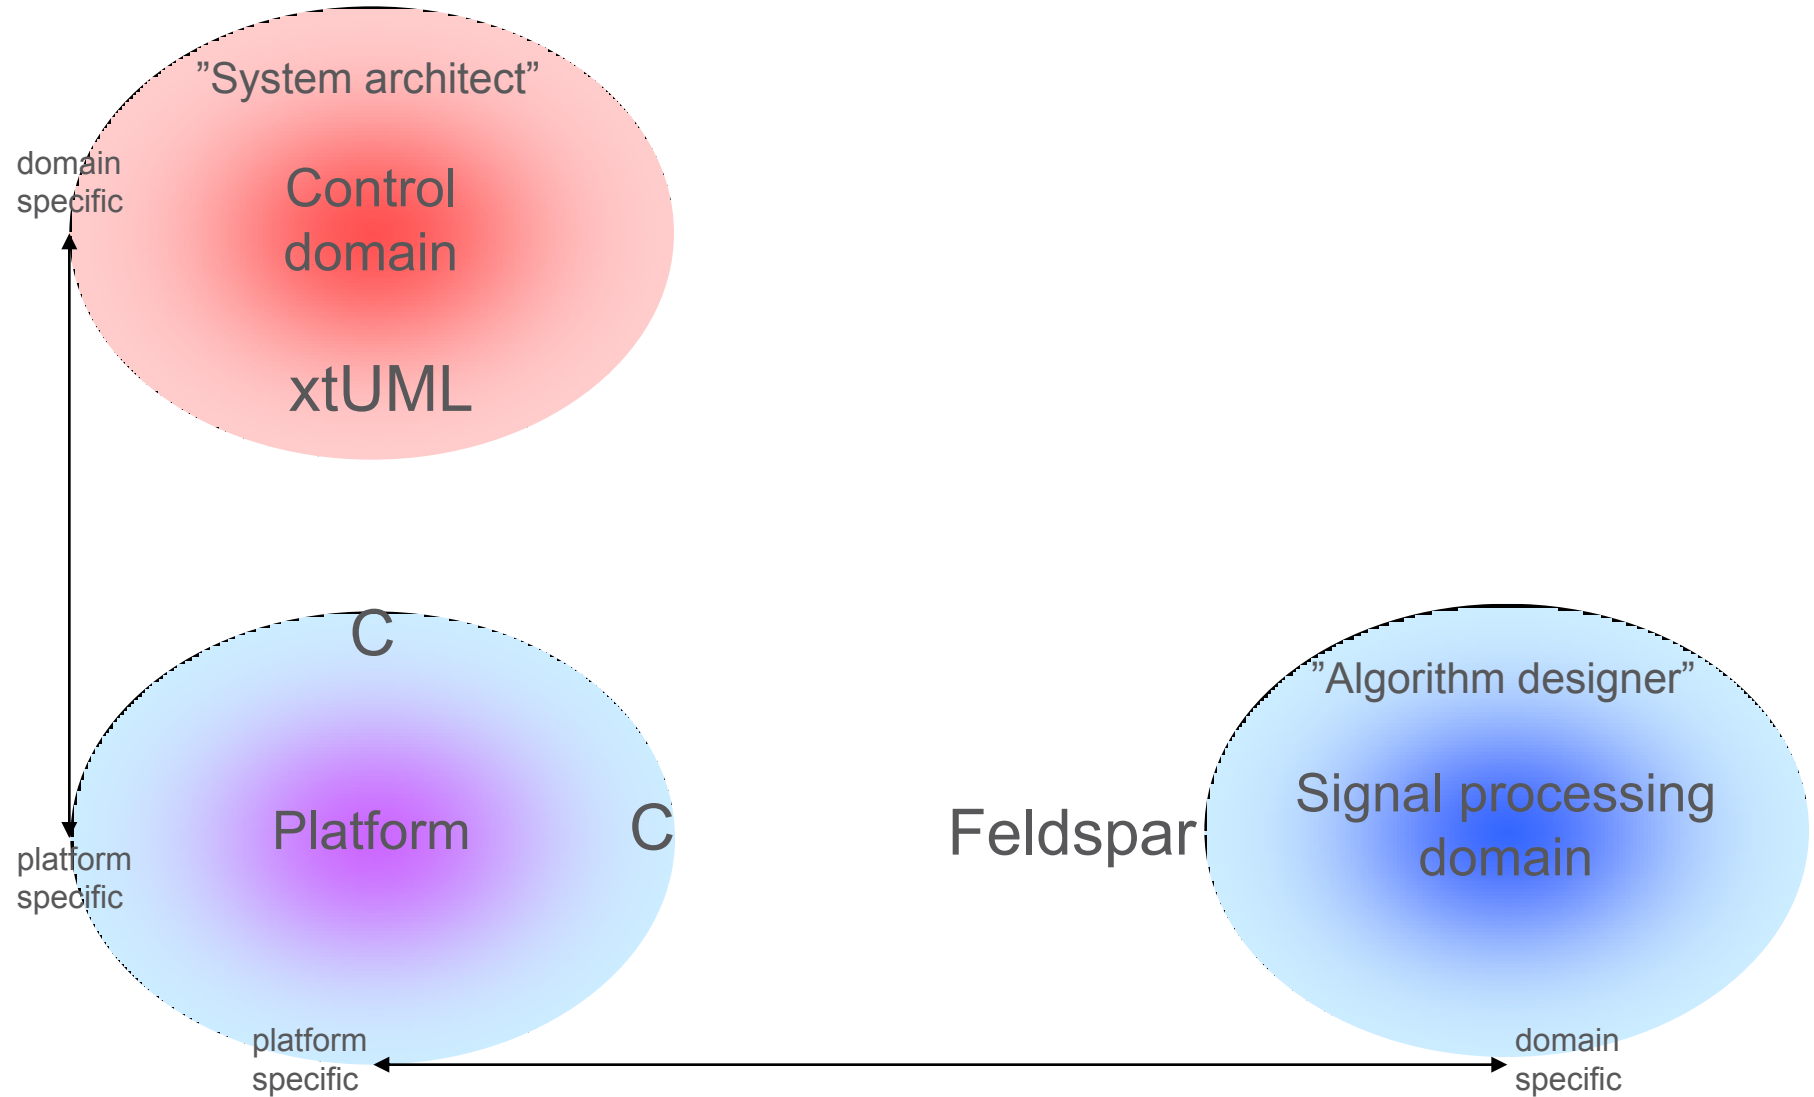 ”System architect”
domain
specific
Control
domain
xtUML
C
”Algorithm designer”
Signal processing
domain
Platform
C
Feldspar
platform
specific
platform
specific
domain
specific